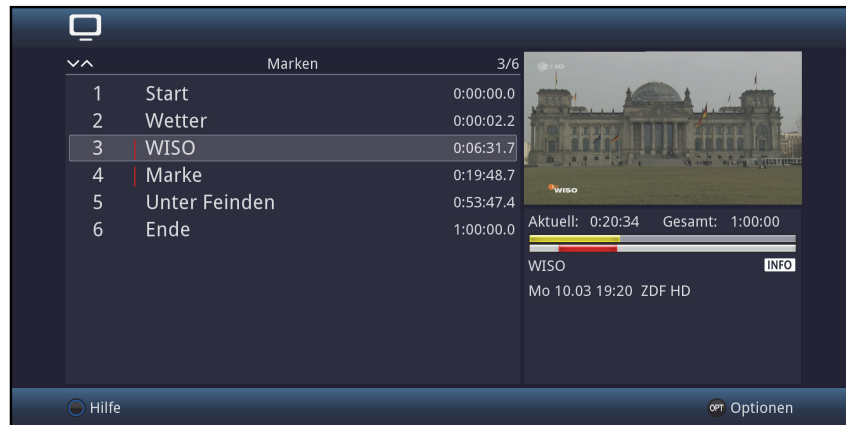 Marken 3/6
1 Start 0:00:00.0
2 Wetter 0:00:02.2
3 WISO 0:06:31.7
4 Marke 0:19:48.7
5 Unter Feinden 0:53:47.4
6 Ende 1:00:00.0
WISO
Aktuell: 0:20:34 Gesamt: 1:00:00
WISO INFO
Mo 10.03 19:20 ZDF HD
Hilfe OPT Optionen